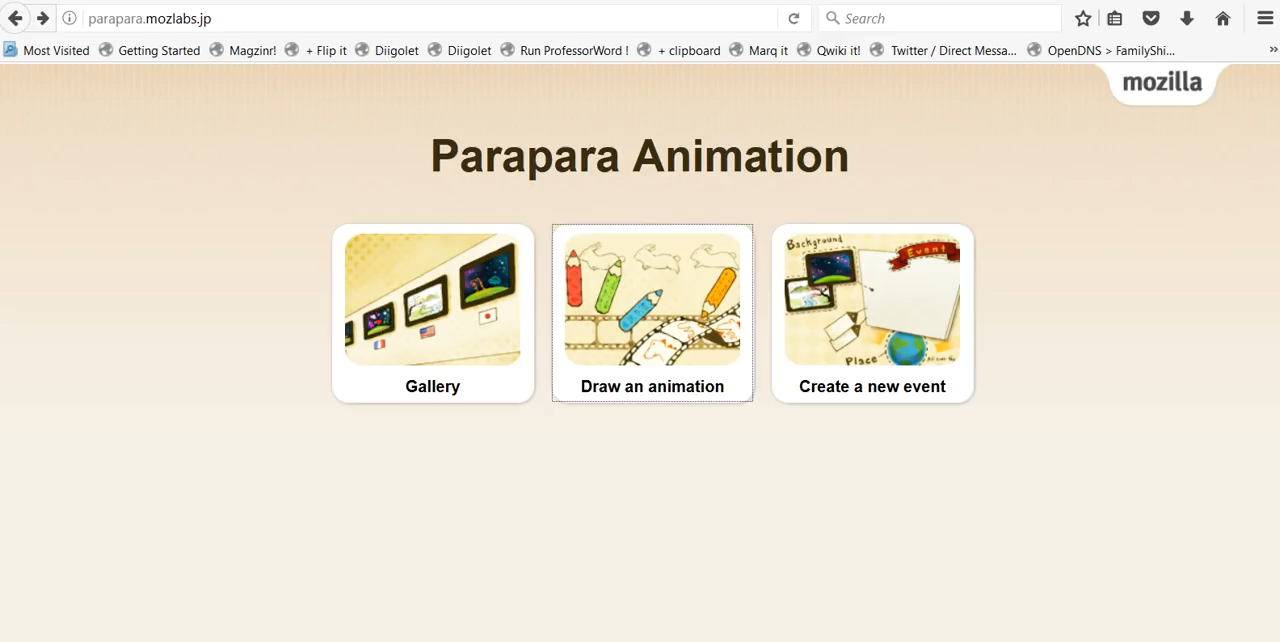 parapara.mozlabs.jp
Search
Most Visited Getting Started Magzinr! + Flip it Diigolet Diigolet Run ProfessorWord ! + clipboard Marq it Qwiki it! Twitter / Direct Messa... OpenDNS > FamilyShi...
mozilla
Parapara Animation
Background
Event
Place
Gallery Draw an animation Create a new event